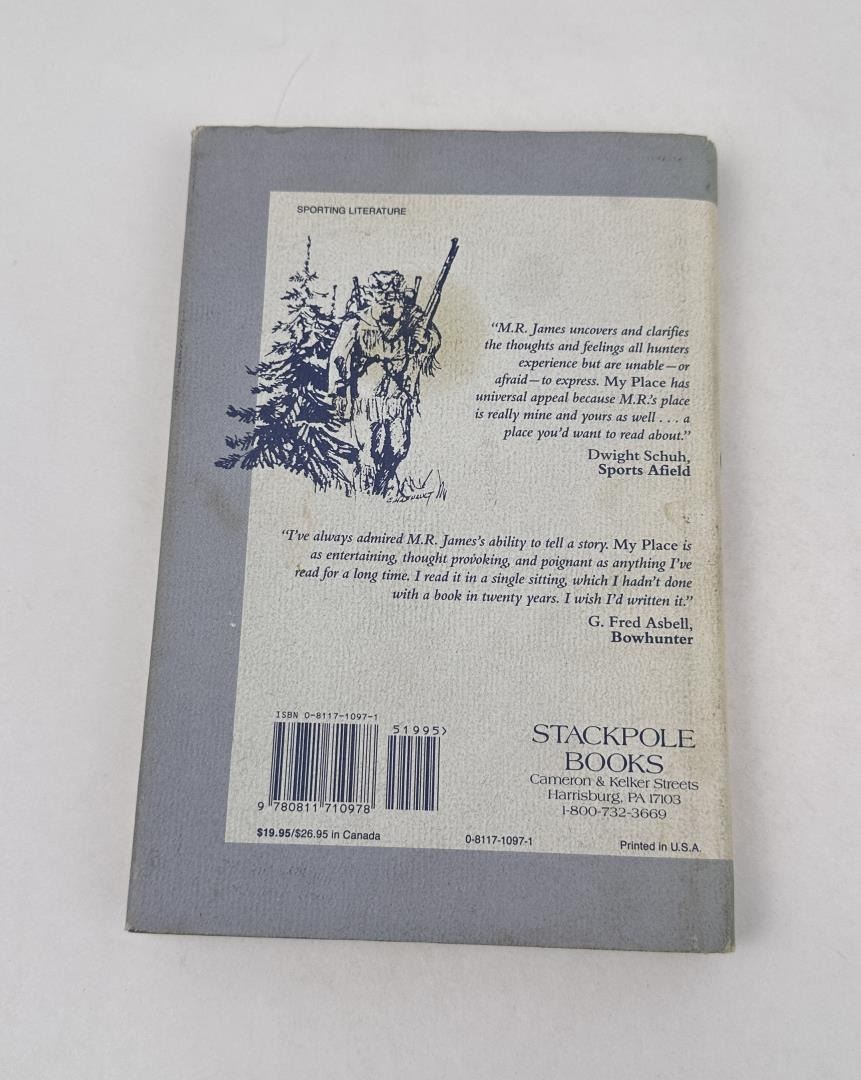 SPORTING LITERATURE
“M.R. James uncovers and clarifies
the thoughts and feelings all hunters
experience but are unable—or
afraid—to express. My Place has
universal appeal because M.R.’s place
is really mine and yours as well . . . a
place you’d want to read about.”
Dwight Schuh,
Sports Afield
“I’ve always admired M.R. James’s ability to tell a story. My Place is
as entertaining, thought provoking, and poignant as anything I’ve
read for a long time. I read it in a single sitting, which I hadn’t done
with a book in twenty years. I wish I’d written it.”
G. Fred Asbell,
Bowhunter
ISBN 0-8117-1097-1
51995>
9 780811 710978
STACKPOLE
BOOKS
Cameron & Kelker Streets
Harrisburg, PA 17103
1-800-732-3669
$19.95/$26.95 in Canada
0-8117-1097-1
Printed in U.S.A.